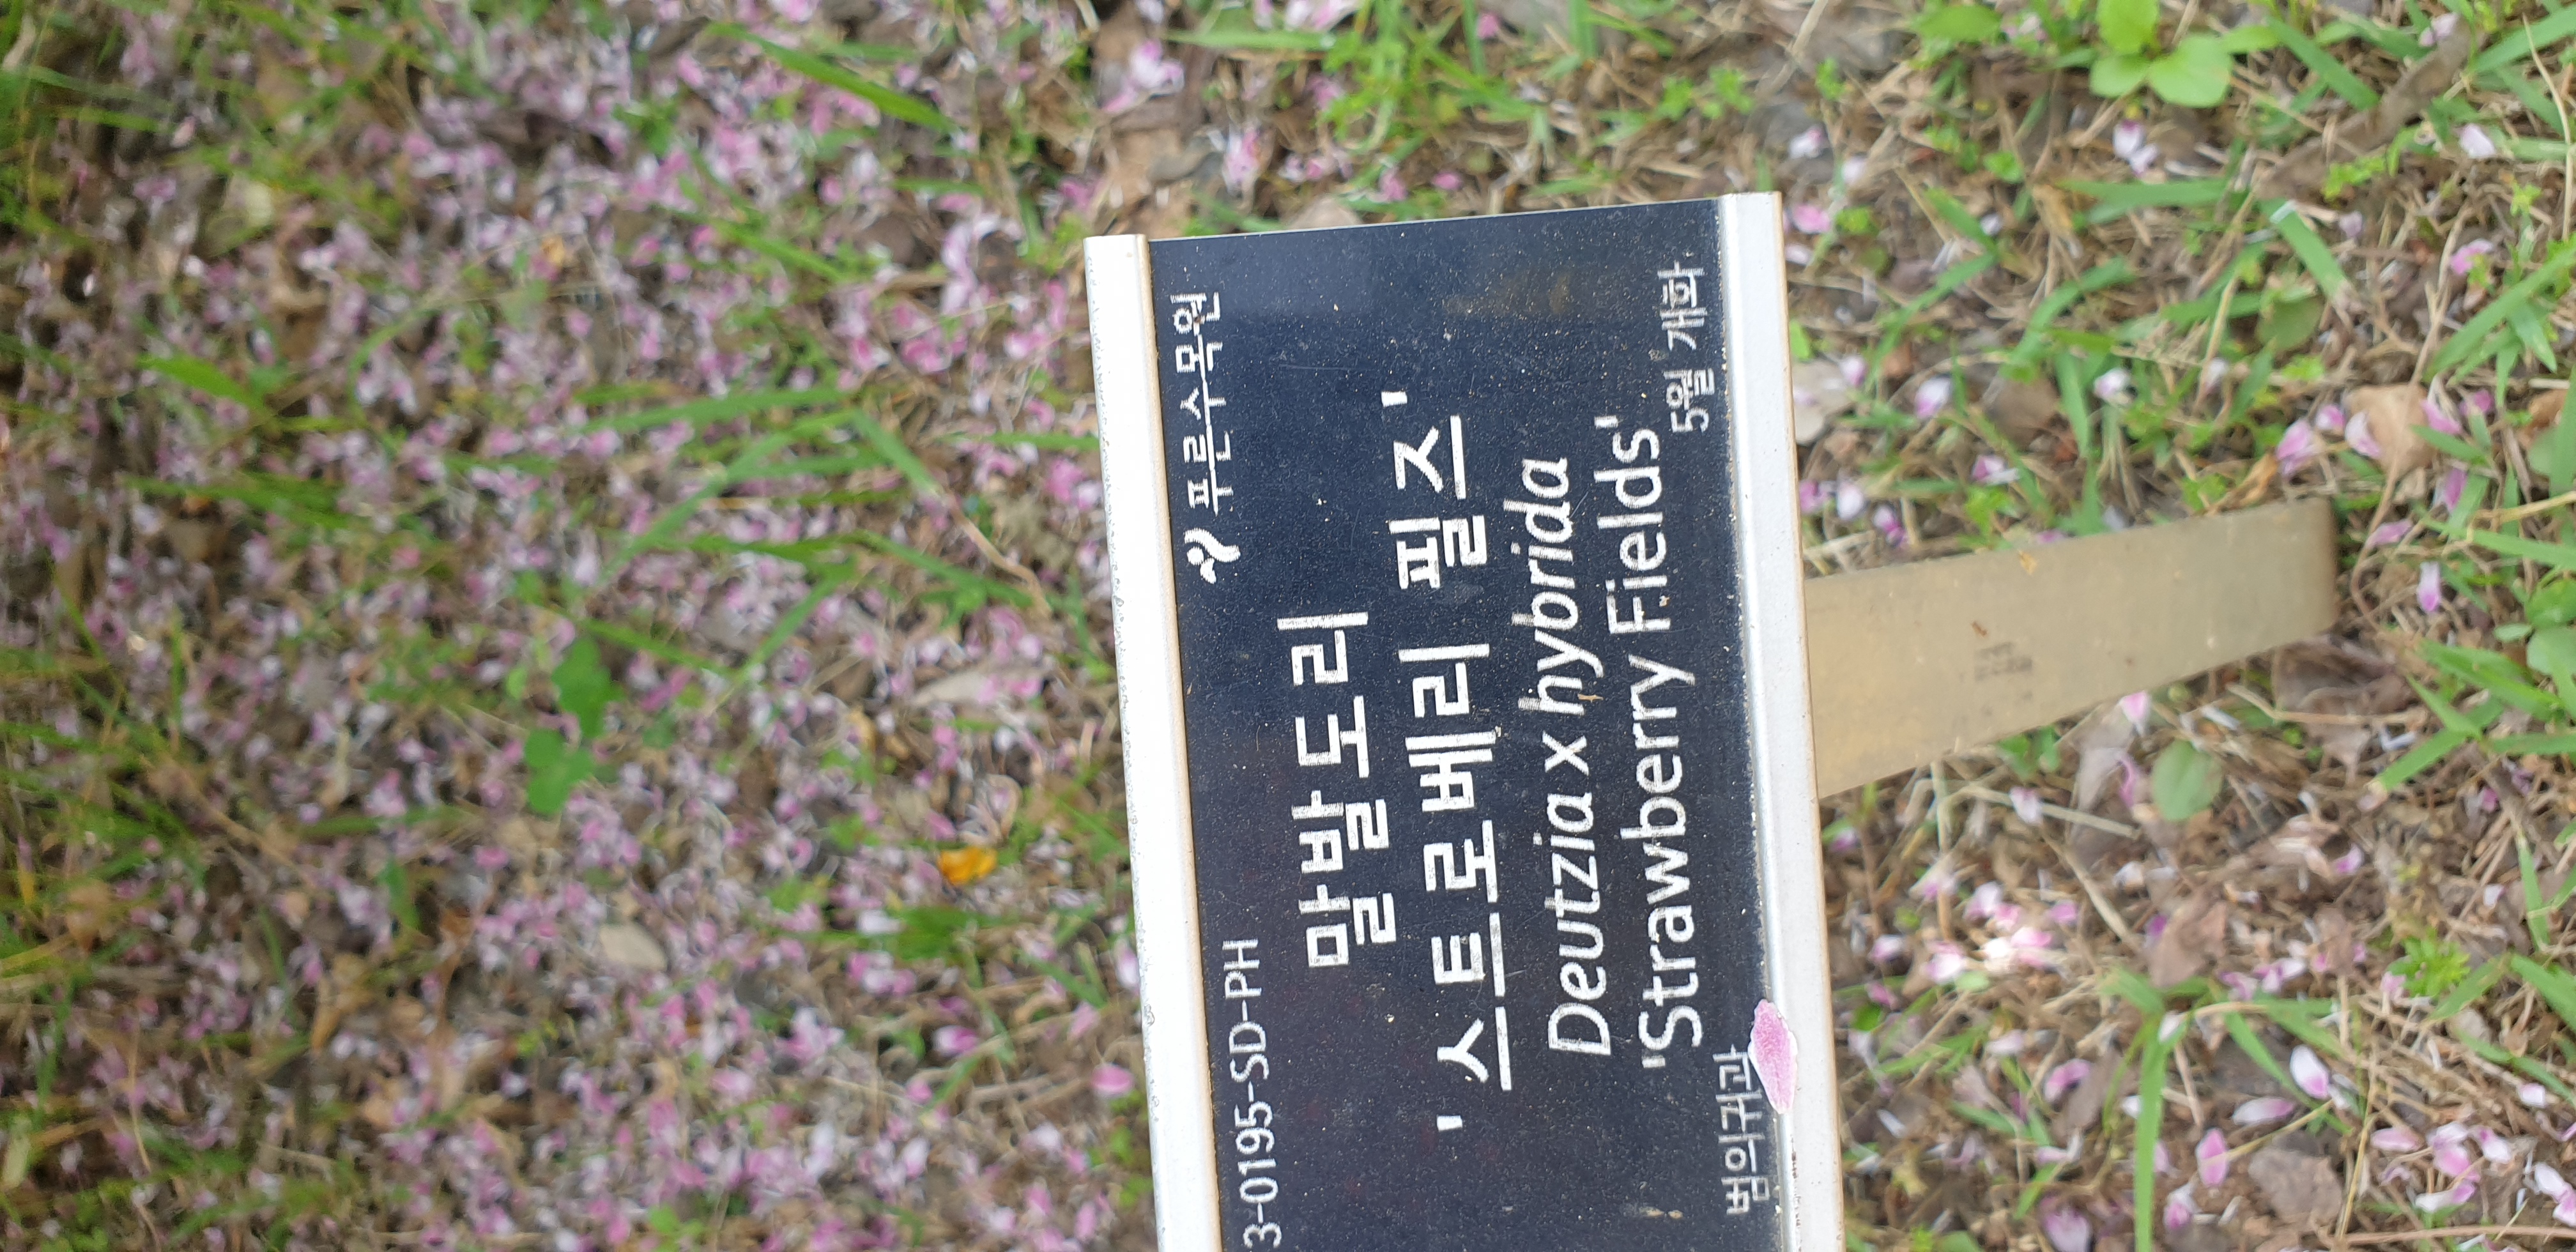 3-0195-SD-PH 푸른수목원
말발도리
'스트로베리 필즈'
Deutzia x hybrida
'Strawberry Fields'
범의귀과 5월 개화